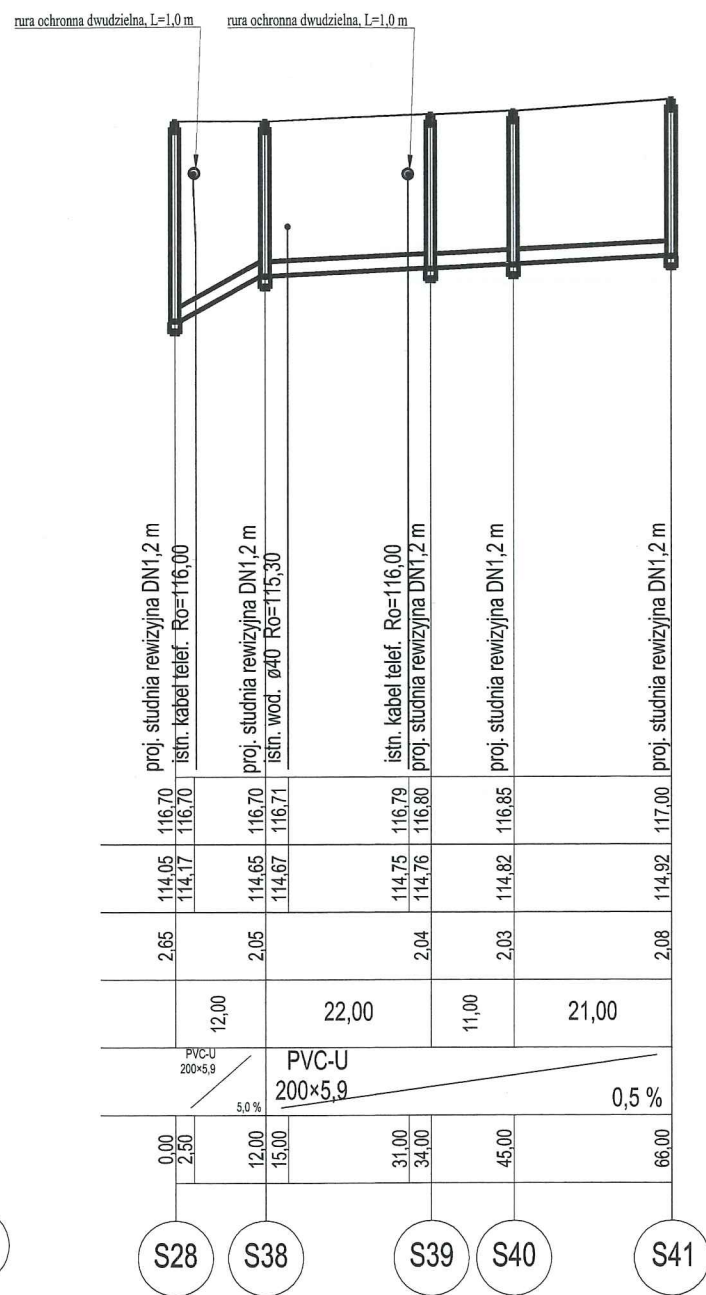 rura ochronna dwudzielna, L=1,0 m
rura ochronna dwudzielna, L=1,0 m
proj. studnia rewizyjna DN1,2 m
istn. kabel telef. Ro=116,00
proj. studnia rewizyjna DN1,2 m
istn. wod. ø40 Ro=115,30
istn. kabel telef. Ro=116,00
proj. studnia rewizyjna DN1,2 m
proj. studnia rewizyjna DN1,2 m
proj. studnia rewizyjna DN1,2 m
116,70 116,70 116,70 116,71 116,79 116,80 116,85 117,00
114,05 114,17 114,65 114,67 114,75 114,76 114,82 114,92
2,65 2,05 2,04 2,03 2,08
12,00 22,00 11,00 21,00
PVC-U
200×5,9
5,0 %
PVC-U
200×5,9
0,5 %
0,00 2,50 12,00 15,00 31,00 34,00 45,00 66,00
S28 S38 S39 S40 S41